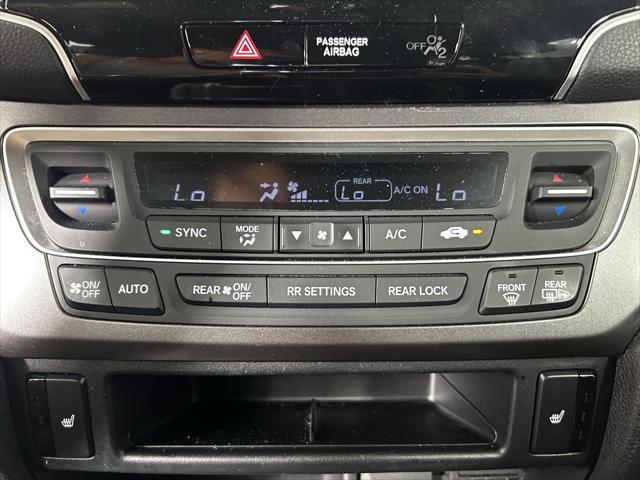 PASSENGER
AIRBAG
OFF
2
REAR
Lo
Lo
A/C ON
Lo
SYNC
MODE
A/C
ON/
OFF
AUTO
REAR ON/
OFF
RR SETTINGS
REAR LOCK
FRONT
REAR